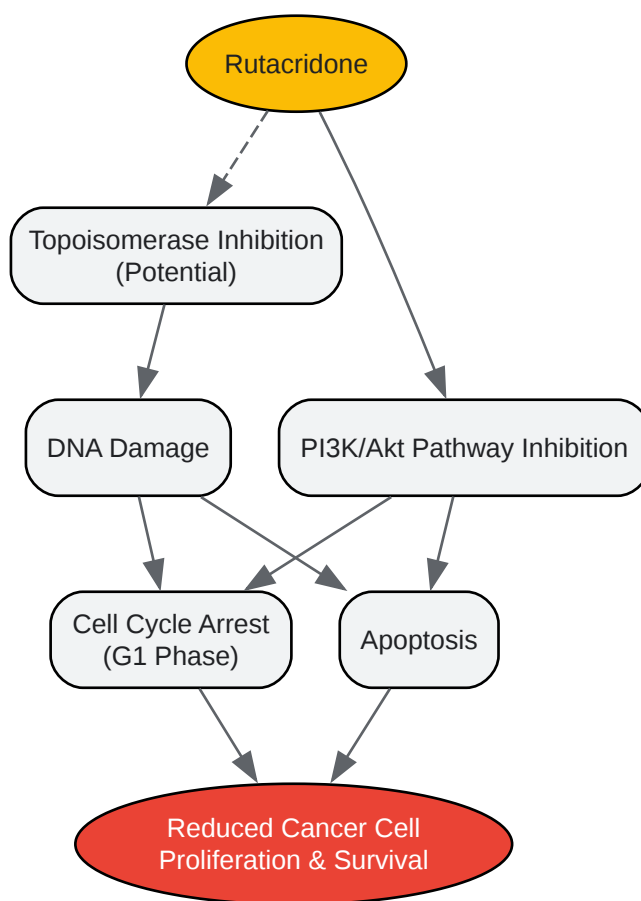 Rutacridone
Topoisomerase Inhibition
(Potential)
DNA Damage
PI3K/Akt Pathway Inhibition
Cell Cycle Arrest
(G1 Phase)
Apoptosis
Reduced Cancer Cell
Proliferation & Survival